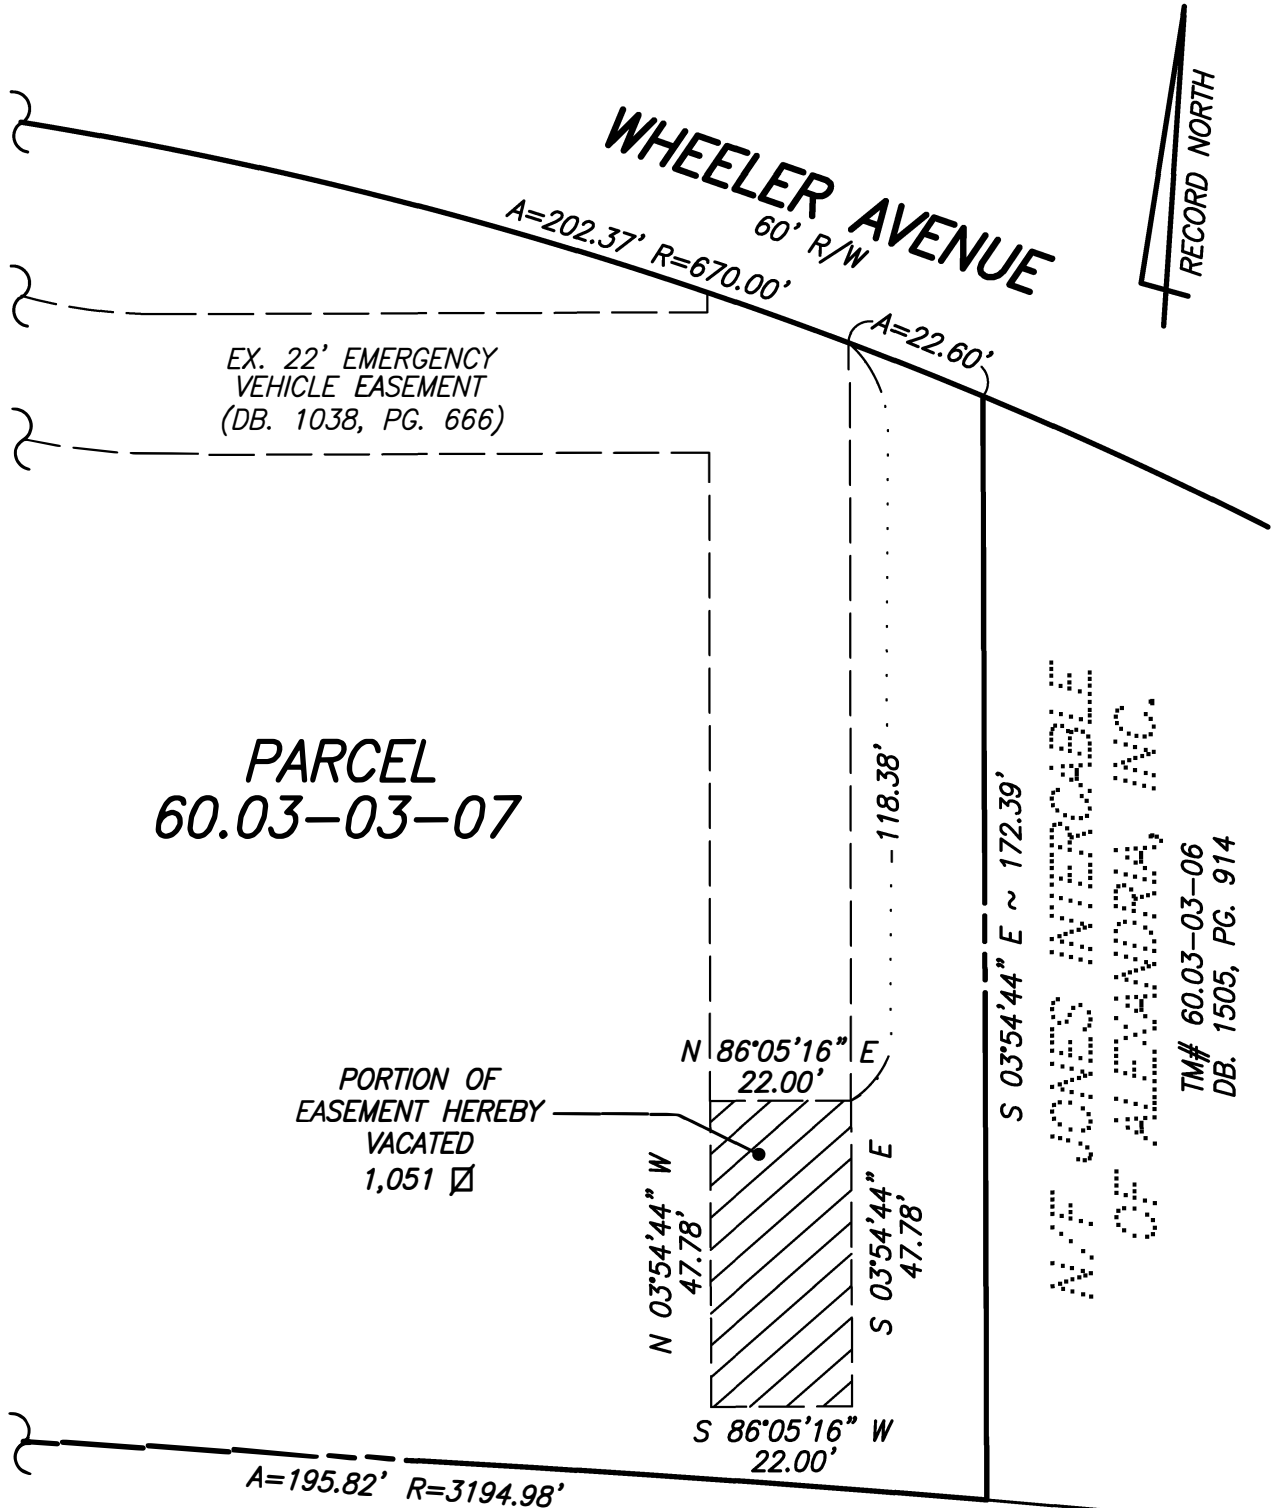 WHEELER AVENUE
60' R/W
RECORD NORTH
A=202.37' R=670.00'
A=22.60'
EX. 22' EMERGENCY
VEHICLE EASEMENT
(DB. 1038, PG. 666)
PARCEL
60.03-03-07
118.38'
S 03°54'44" E ~ 172.39'
N/F JONES INTERCABLE
OF ALEXANDRIA, INC.
TM# 60.03-03-06
DB. 1505, PG. 914
N 86°05'16" E
22.00'
PORTION OF
EASEMENT HEREBY
VACATED
1,051
N 03°54'44" W
47.78'
S 03°54'44" E
47.78'
S 86°05'16" W
22.00'
A=195.82' R=3194.98'